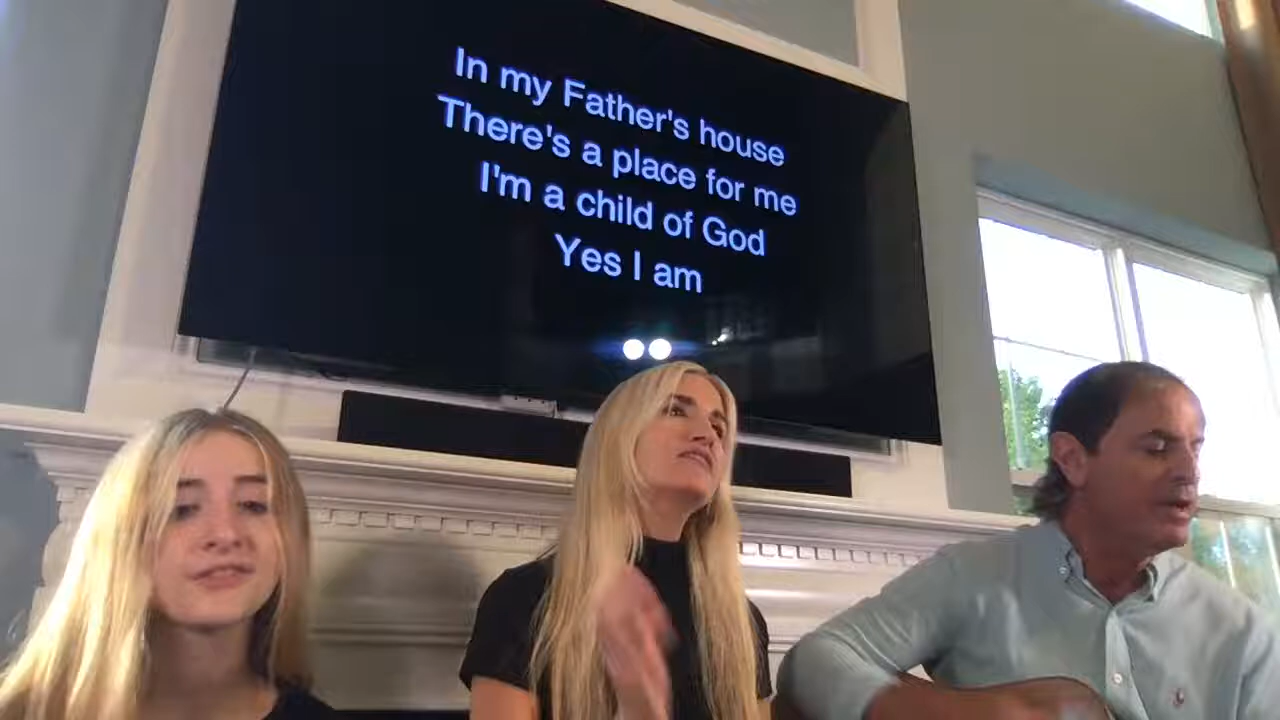 In my Father's house
There's a place for me
I'm a child of God
Yes I am